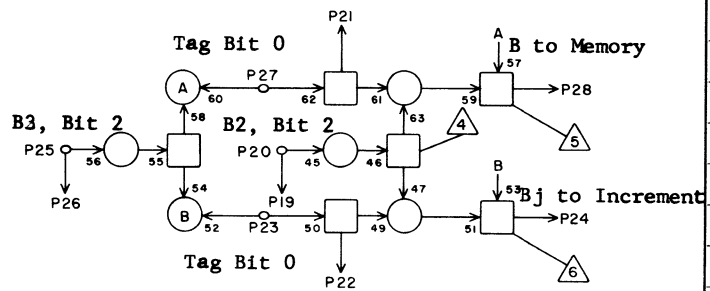 P21
Tag Bit 0
A
B to Memory
57
A
60
P27
62
61
59
P28
58
63
4
5
B3, Bit 2
B2, Bit 2
P25
56
55
P20
45
46
P26
54
P19
47
B
53
Bj to Increment
B
52
P23
50
49
51
P24
6
Tag Bit 0
P22